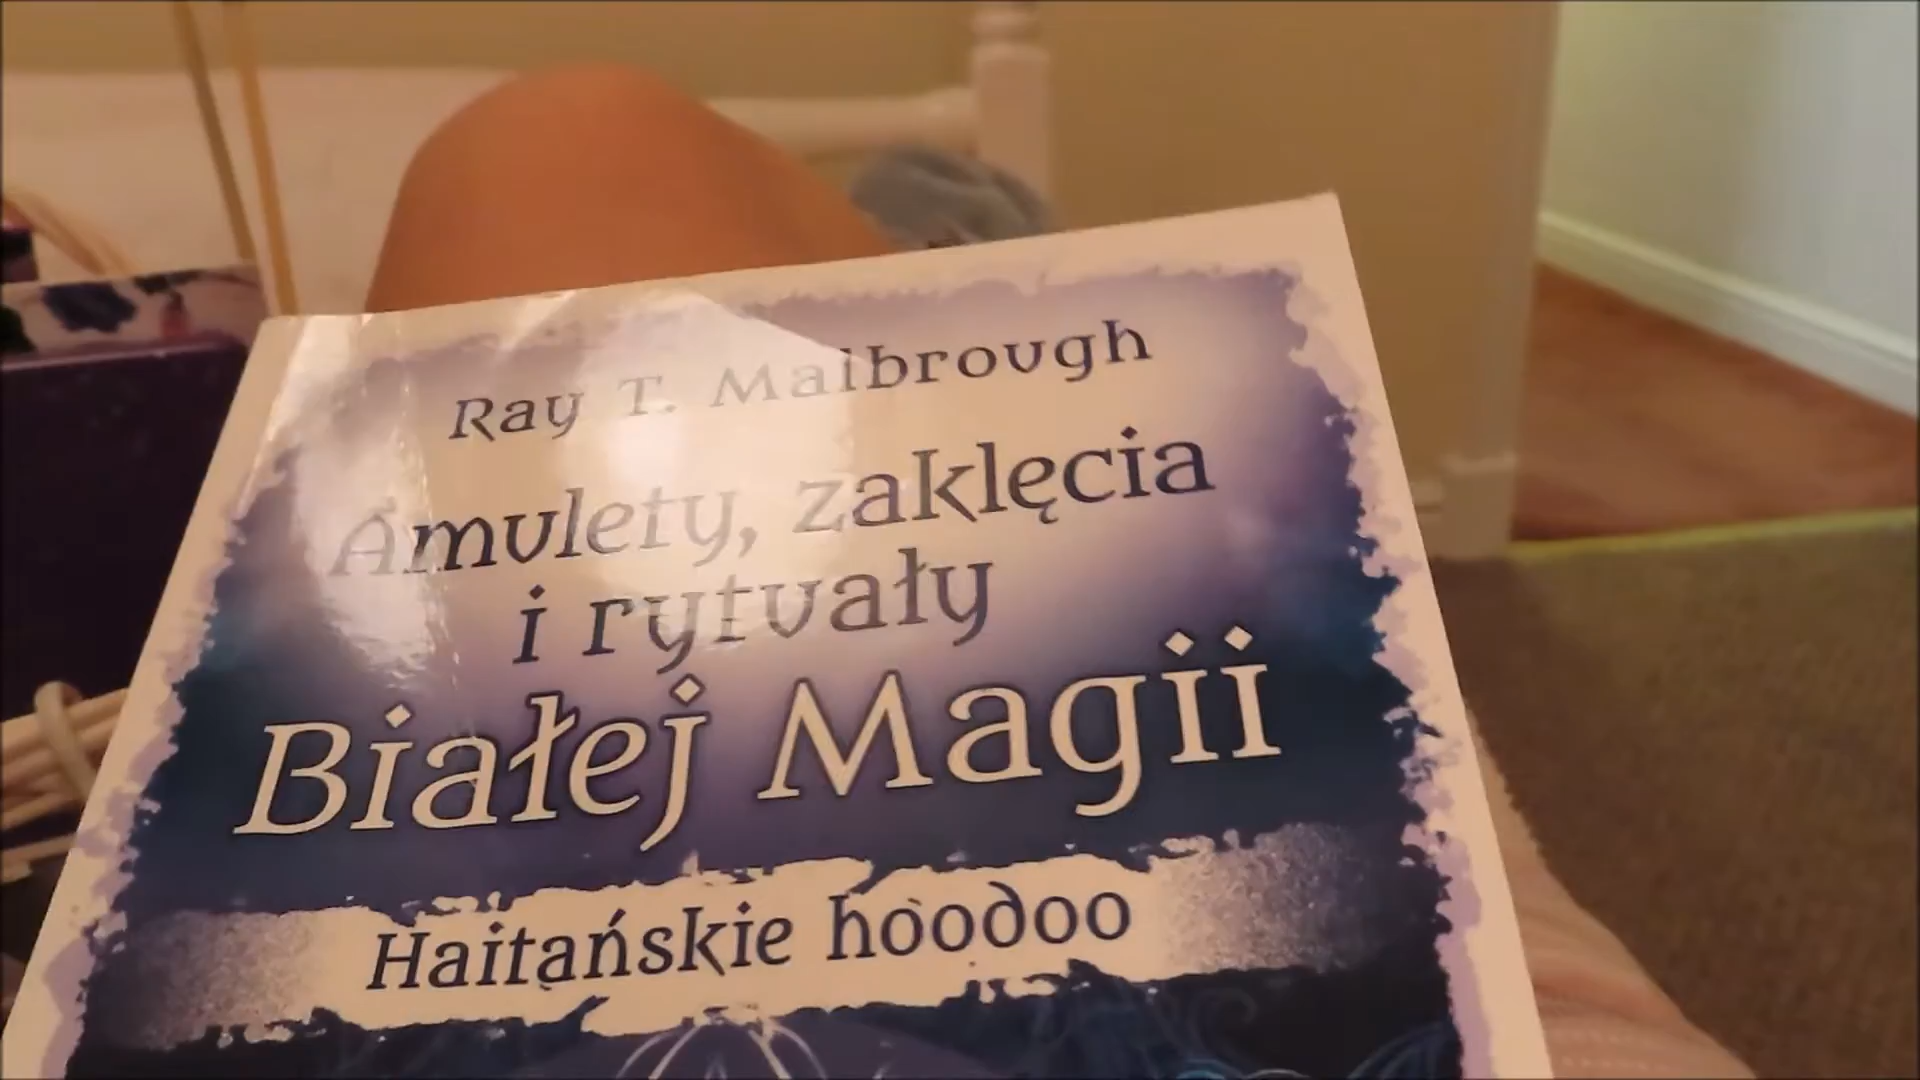 Ray T. Malbrough
Amulety, zaklęcia
i rytuały
Białej Magii
Haitańskie hoodoo